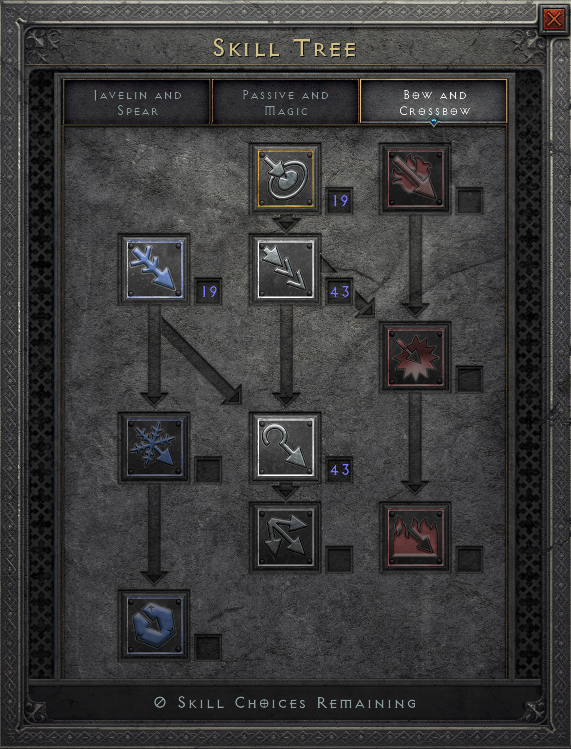 Skill Tree
Javelin and
Spear
Passive and
Magic
Bow and
Crossbow
19
19
43
43
0 Skill Choices Remaining